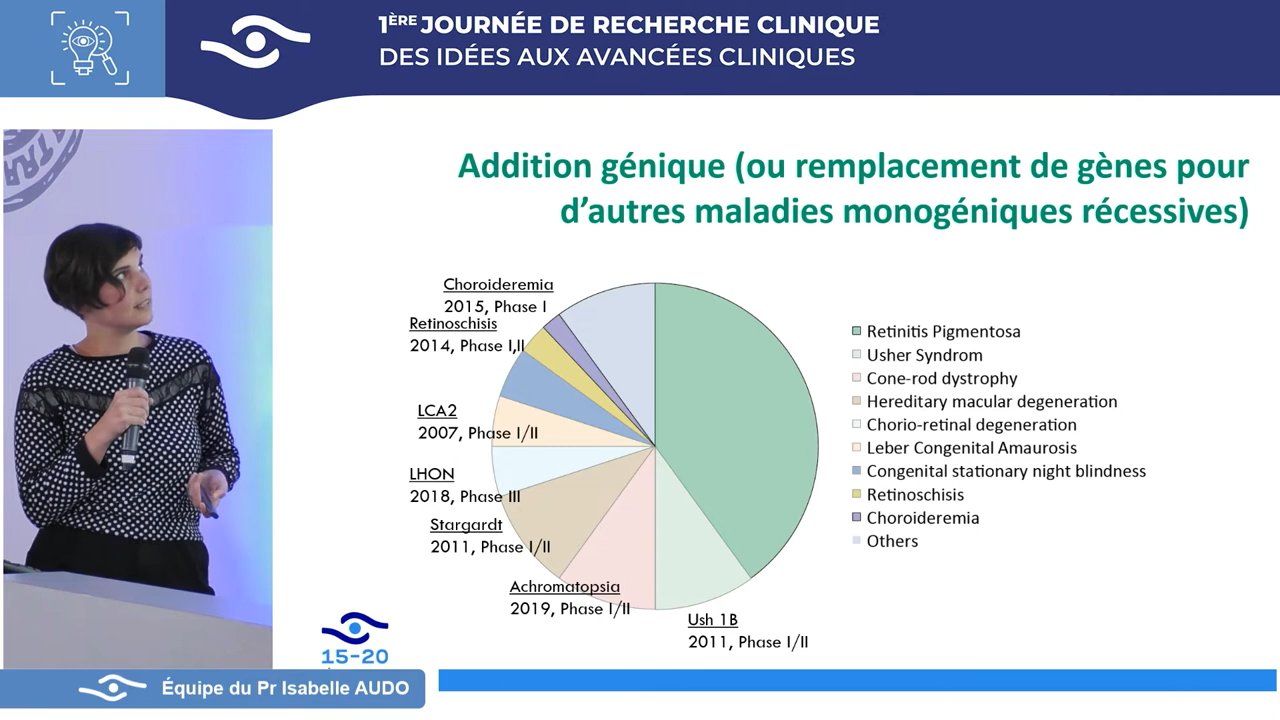 1ÈRE JOURNÉE DE RECHERCHE CLINIQUE
DES IDÉES AUX AVANCÉES CLINIQUES
TRA
Addition génique (ou remplacement de gènes pour
d’autres maladies monogéniques récessives)
Choroideremia
2015, Phase I
Retinoschisis
2014, Phase I,II
LCA2
2007, Phase I/II
LHON
2018, Phase III
Stargardt
2011, Phase I/II
Achromatopsia
2019, Phase I/II
Ush 1B
2011, Phase I/II
Retinitis Pigmentosa
Usher Syndrom
Cone-rod dystrophy
Hereditary macular degeneration
Chorio-retinal degeneration
Leber Congenital Amaurosis
Congenital stationary night blindness
Retinoschisis
Choroideremia
Others
15-20
Équipe du Pr Isabelle AUDO